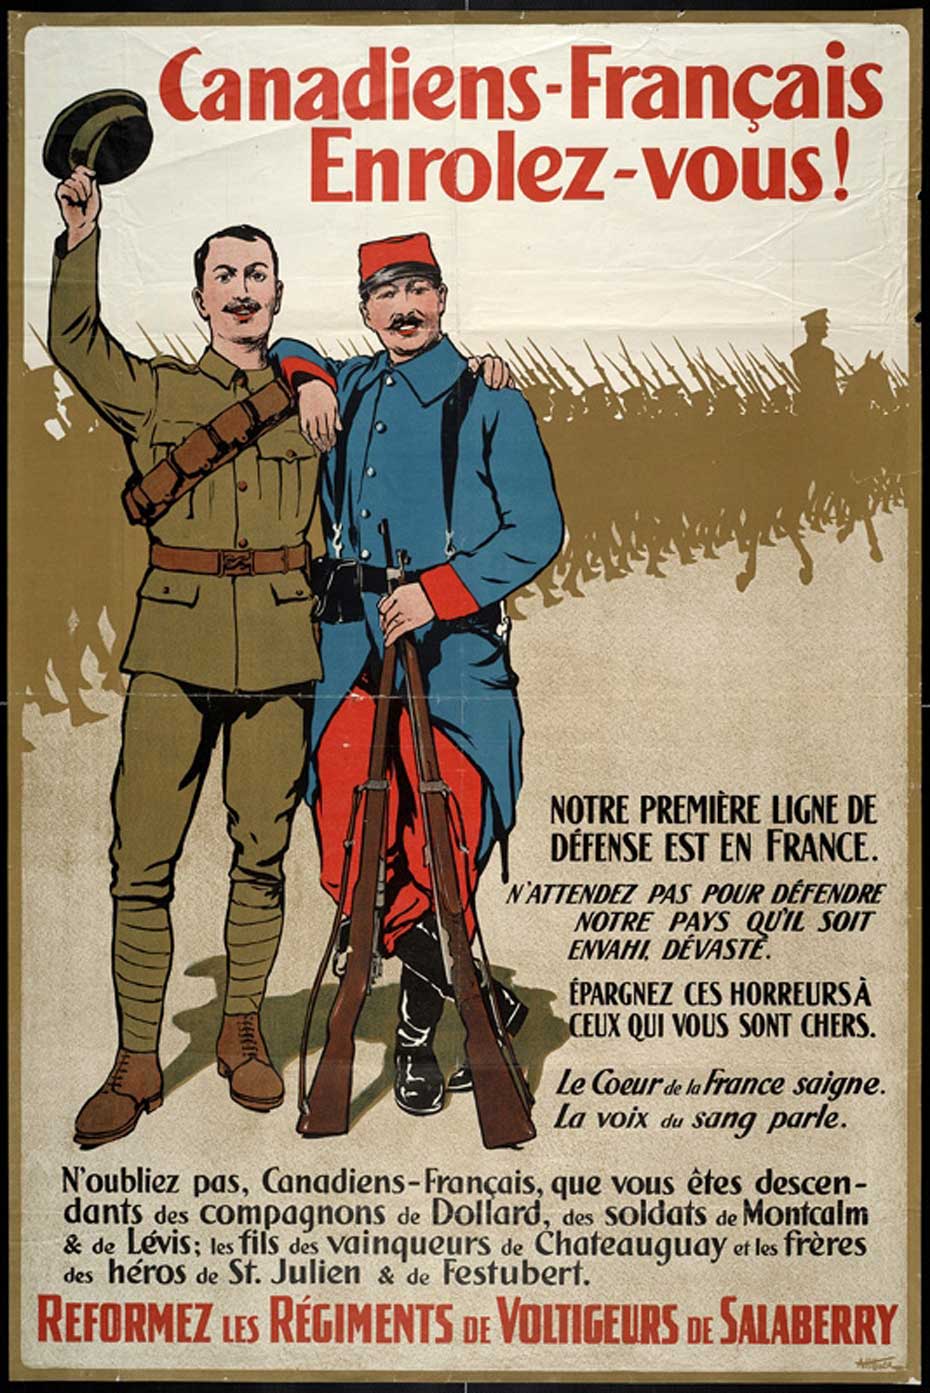 Canadiens-Français
Enrolez-vous!
NOTRE PREMIÈRE LIGNE DE
DÉFENSE EST EN FRANCE.
N'ATTENDEZ PAS POUR DÉFENDRE
NOTRE PAYS QU'IL SOIT
ENVAHI, DÉVASTÉ.
ÉPARGNEZ CES HORREURS À
CEUX QUI VOUS SONT CHERS.
Le Coeur de la France saigne.
La voix du sang parle.
N'oubliez pas, Canadiens-Français, que vous êtes descen-
dants des compagnons de Dollard, des soldats de Montcalm
& de Lévis; les fils des vainqueurs de Chateauguay et les frères
des héros de St. Julien & de Festubert.
REFORMEZ LES RÉGIMENTS DE VOLTIGEURS DE SALABERRY